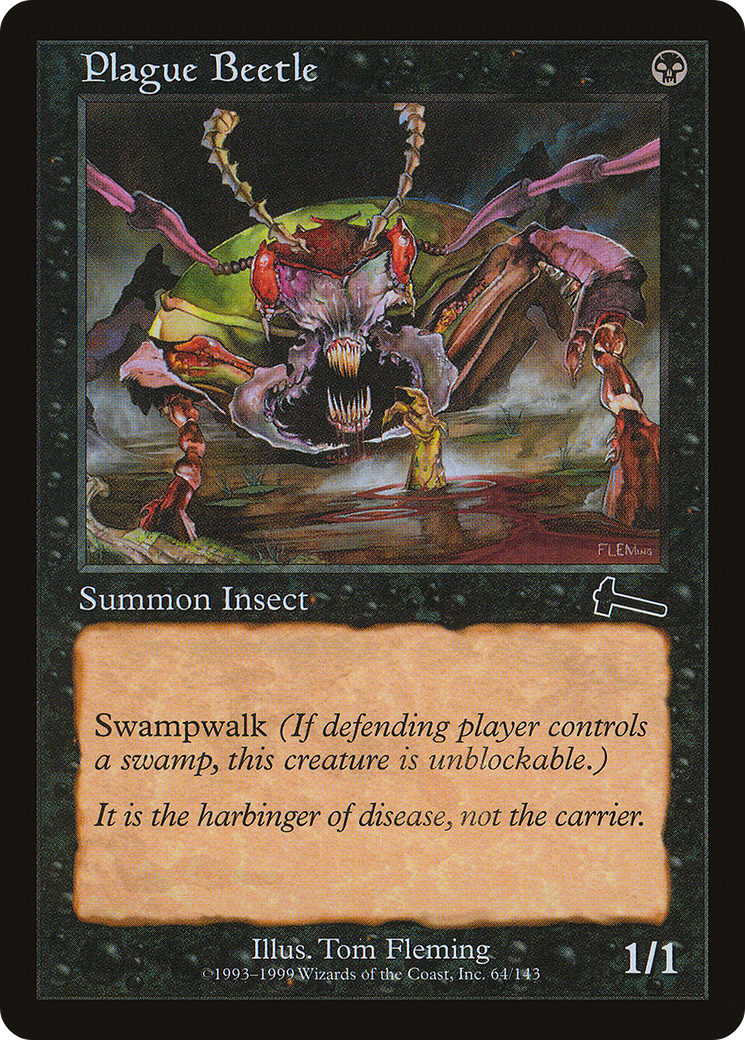 Plague Beetle
FLEMING
Summon Insect
Swampwalk (If defending player controls
a swamp, this creature is unblockable.)
It is the harbinger of disease, not the carrier.
Illus. Tom Fleming
©1993–1999 Wizards of the Coast, Inc. 64/143
1/1